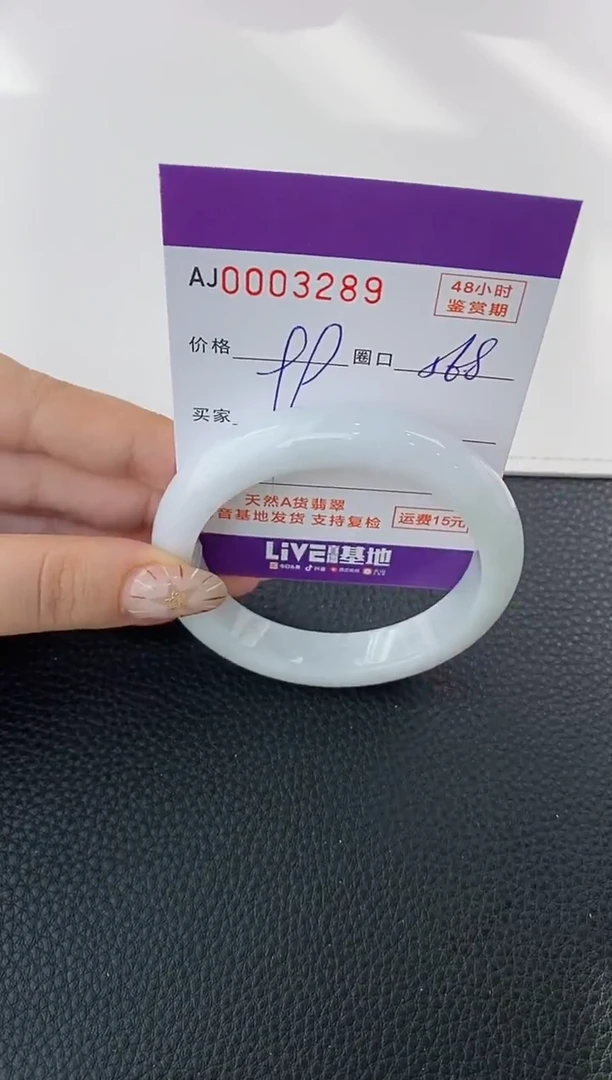 AJ0003289
48小时
鉴赏期
价格 圈口
买家
天然A货翡翠
音基地发货 支持复检 运费15元
LiVE 基地